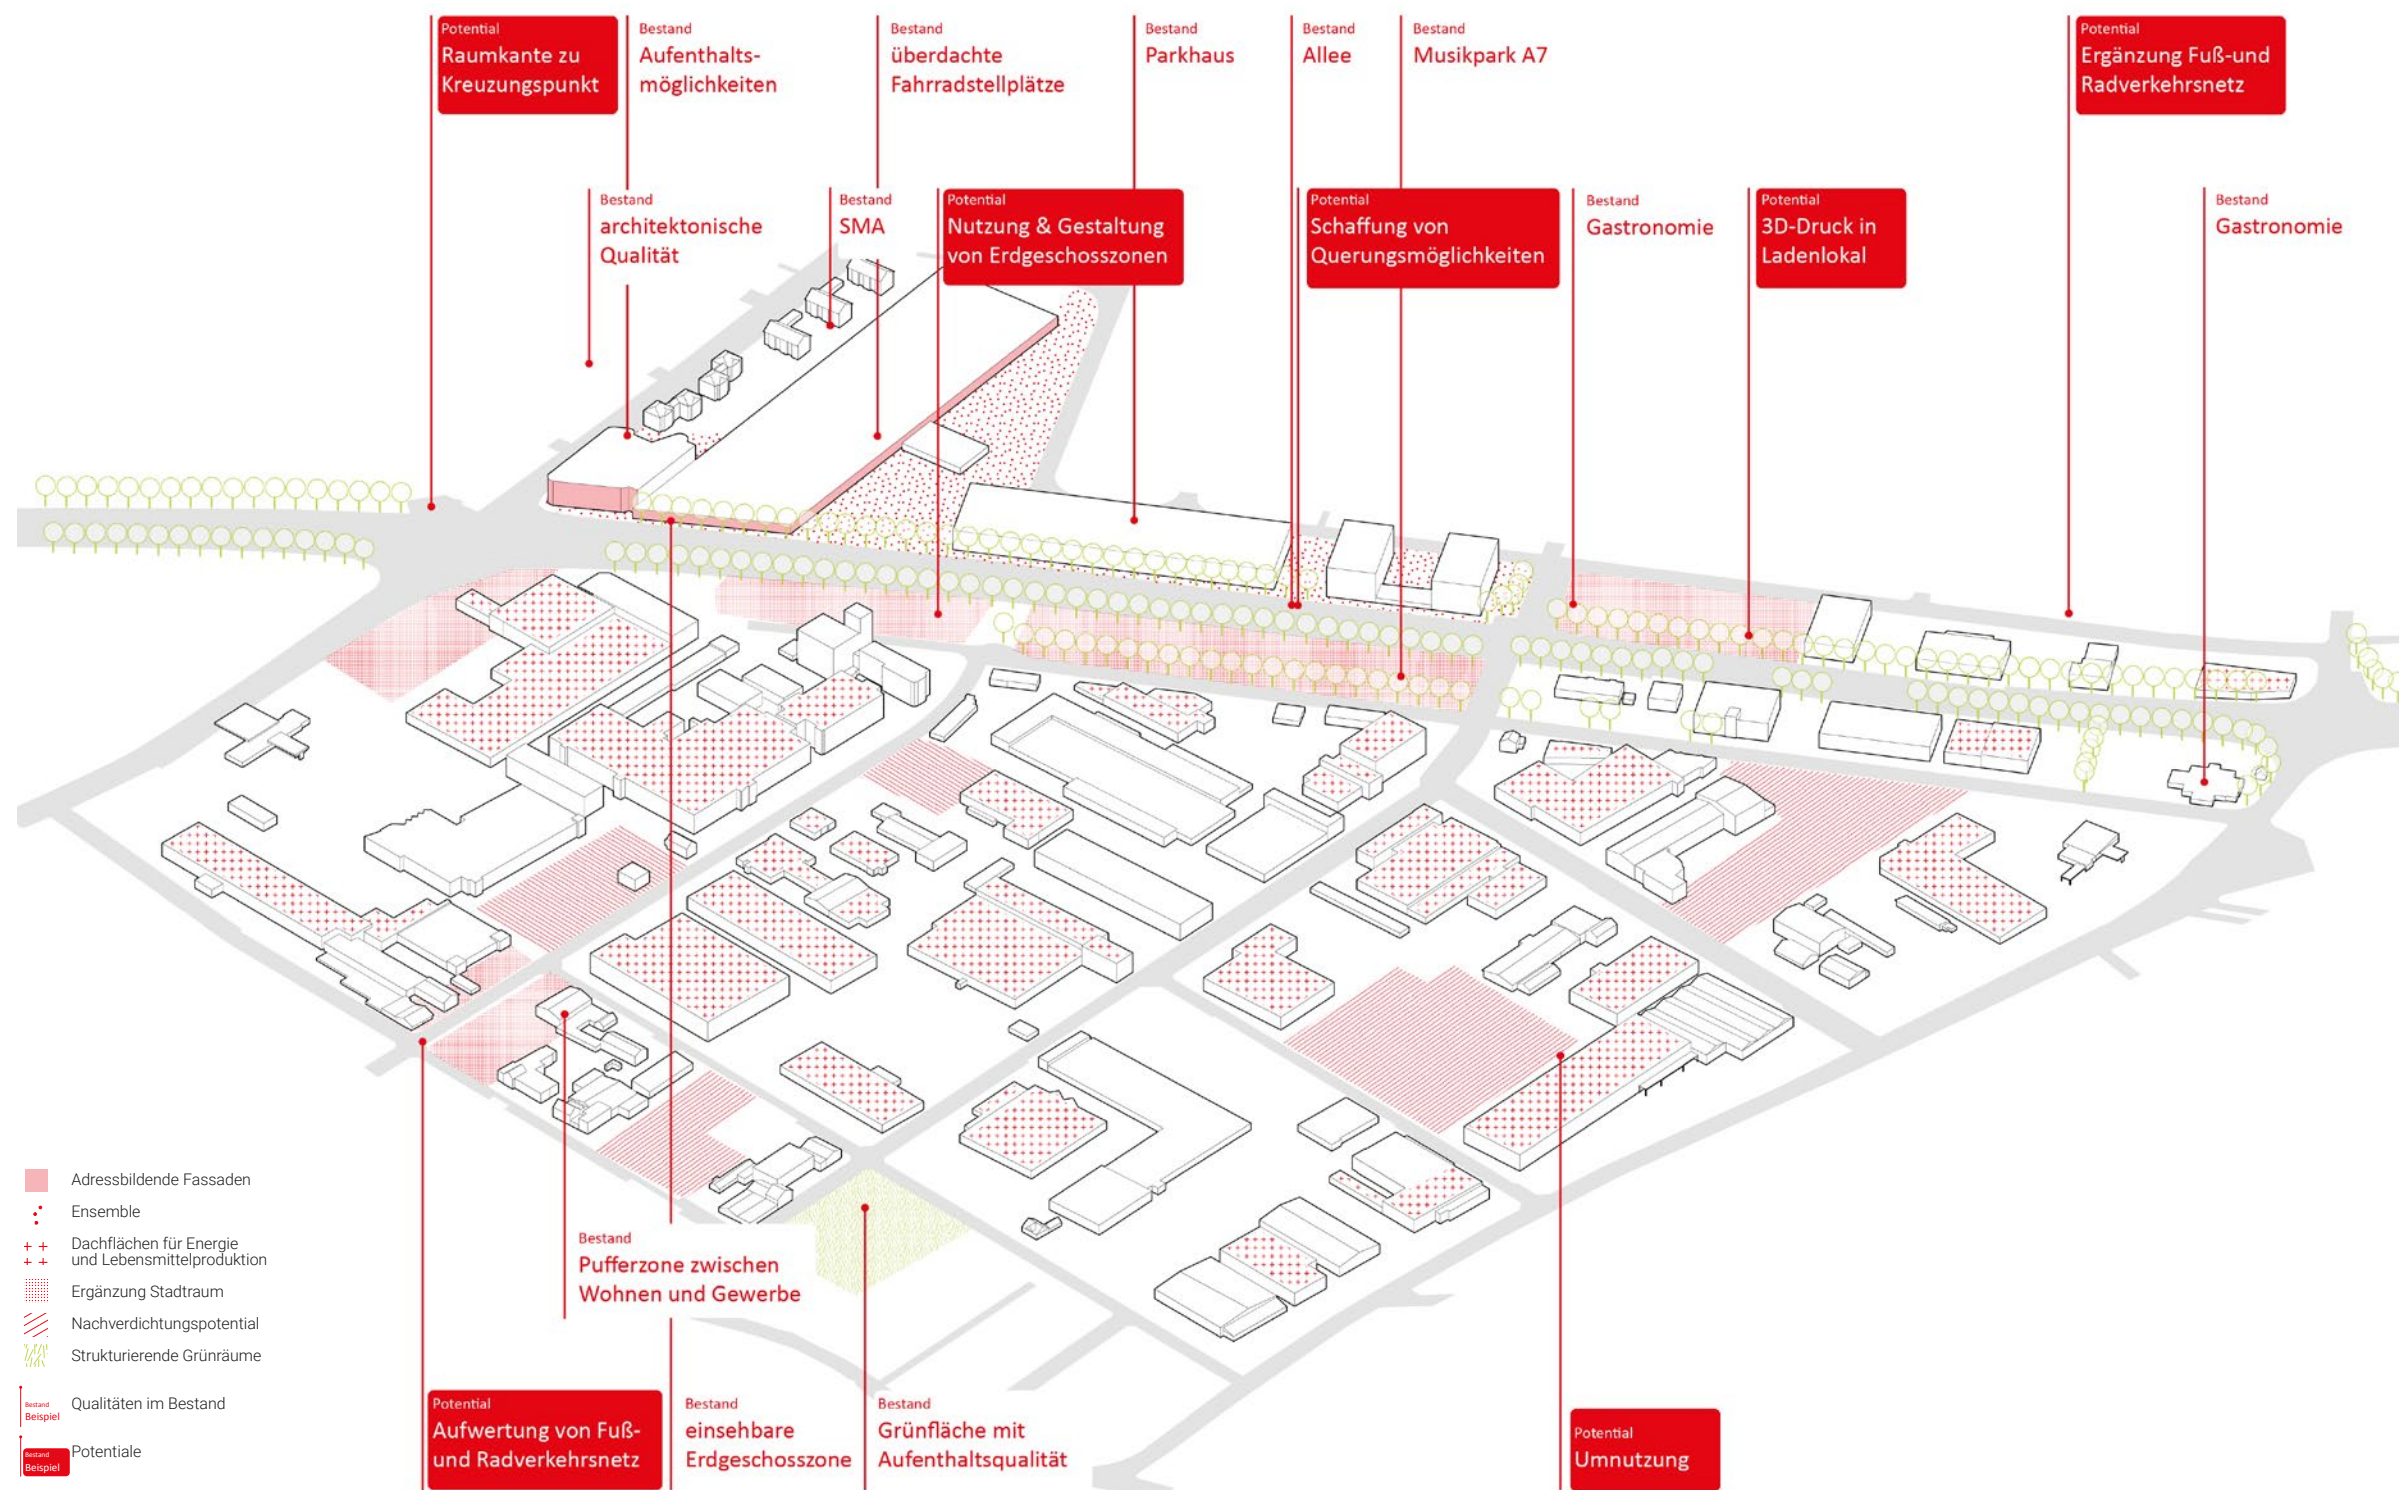 Potential
Raumkante zu
Kreuzungspunkt
Bestand
Aufenthalts-
möglichkeiten
Bestand
überdachte
Fahrradstellplätze
Bestand
Parkhaus
Bestand
Allee
Bestand
Musikpark A7
Potential
Ergänzung Fuß-und
Radverkehrsnetz
Bestand
architektonische
Qualität
Bestand
SMA
Potential
Nutzung & Gestaltung
von Erdgeschosszonen
Potential
Schaffung von
Querungsmöglichkeiten
Bestand
Gastronomie
Potential
3D-Druck in
Ladenlokal
Bestand
Gastronomie
Adressbildende Fassaden
Ensemble
Dachflächen für Energie
und Lebensmittelproduktion
Ergänzung Stadtraum
Nachverdichtungspotential
Strukturierende Grünräume
Bestand
Beispiel
Qualitäten im Bestand
Bestand
Beispiel
Potentiale
Bestand
Pufferzone zwischen
Wohnen und Gewerbe
Potential
Aufwertung von Fuß-
und Radverkehrsnetz
Bestand
einsehbare
Erdgeschosszone
Bestand
Grünfläche mit
Aufenthaltsqualität
Potential
Umnutzung